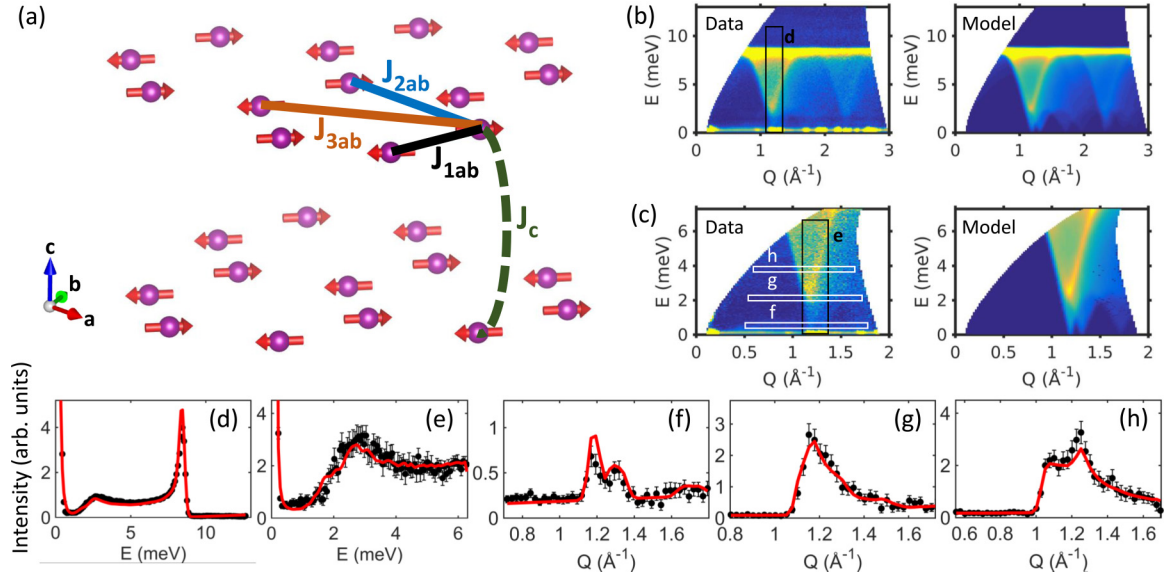 (a)
J2ab
J3ab
J1ab
Jc
c
b
a
(b)
Data
d
E (meV)
10
5
0
0 1 2 3
Q (Å-1)
Model
E (meV)
10
5
0
0 1 2 3
Q (Å-1)
(c)
Data
e
h
g
f
E (meV)
6
4
2
0
0 0.5 1 1.5 2
Q (Å-1)
Model
E (meV)
6
4
2
0
0 0.5 1 1.5 2
Q (Å-1)
Intensity (arb. units)
(d)
4
2
0
0 5 10
E (meV)
(e)
4
2
0
0 2 4 6
E (meV)
(f)
1
0.5
0
0.8 1 1.2 1.4 1.6
Q (Å-1)
(g)
3
2
1
0
0.8 1 1.2 1.4 1.6
Q (Å-1)
(h)
4
2
0
0.6 0.8 1 1.2 1.4 1.6
Q (Å-1)